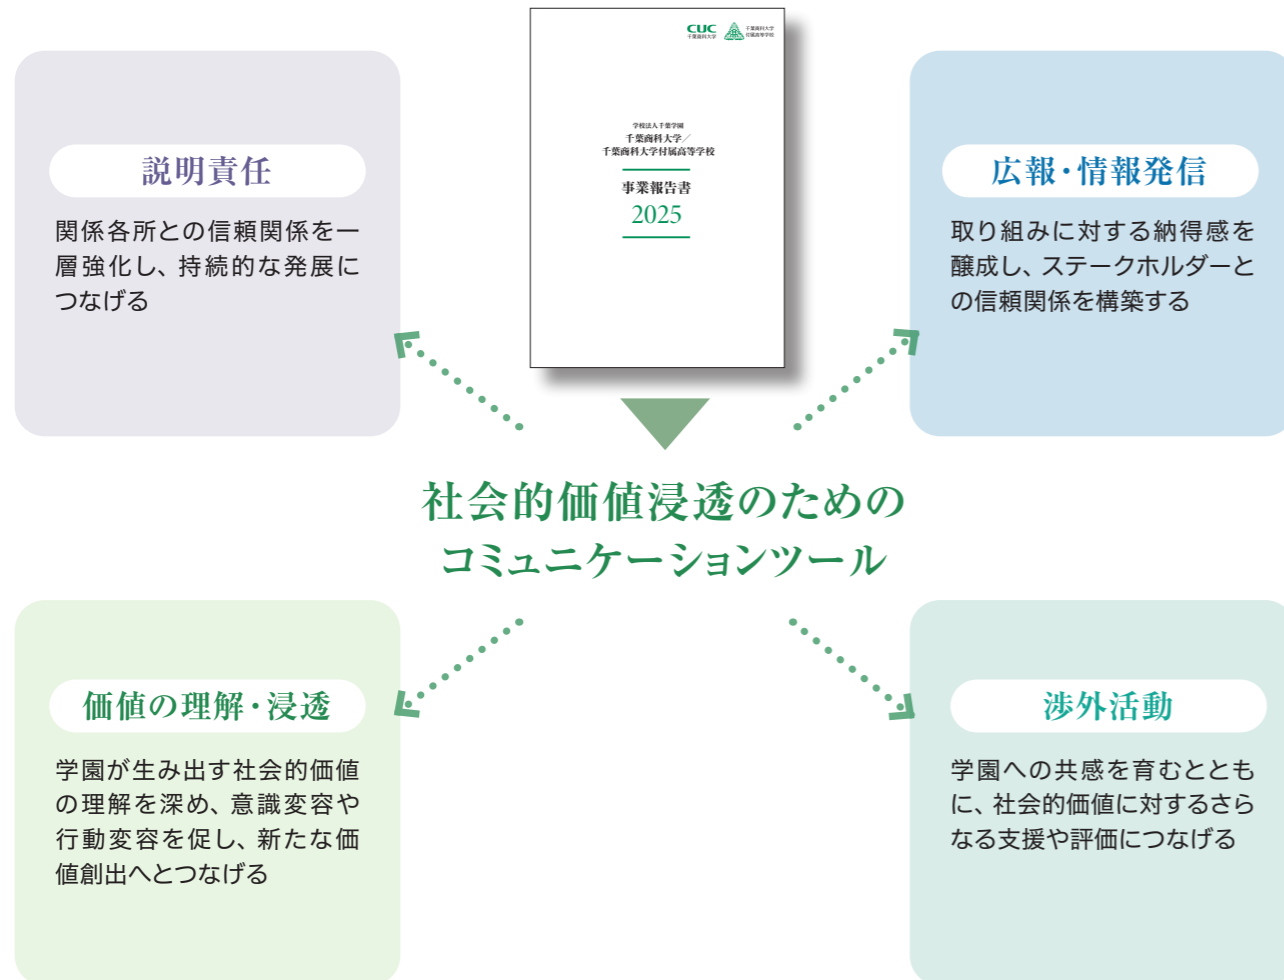 CUC
千葉商科大学
千葉商科大学
付属高等学校
学校法人千葉学園
千葉商科大学／
千葉商科大学付属高等学校
事業報告書
2025
説明責任
関係各所との信頼関係を一
層強化し、持続的な発展に
つなげる
広報・情報発信
取り組みに対する納得感を
醸成し、ステークホルダーと
の信頼関係を構築する
社会的価値浸透のための
コミュニケーションツール
価値の理解・浸透
学園が生み出す社会的価値
の理解を深め、意識変容や
行動変容を促し、新たな価
値創出へとつなげる
渉外活動
学園への共感を育むととも
に、社会的価値に対するさら
なる支援や評価につなげる